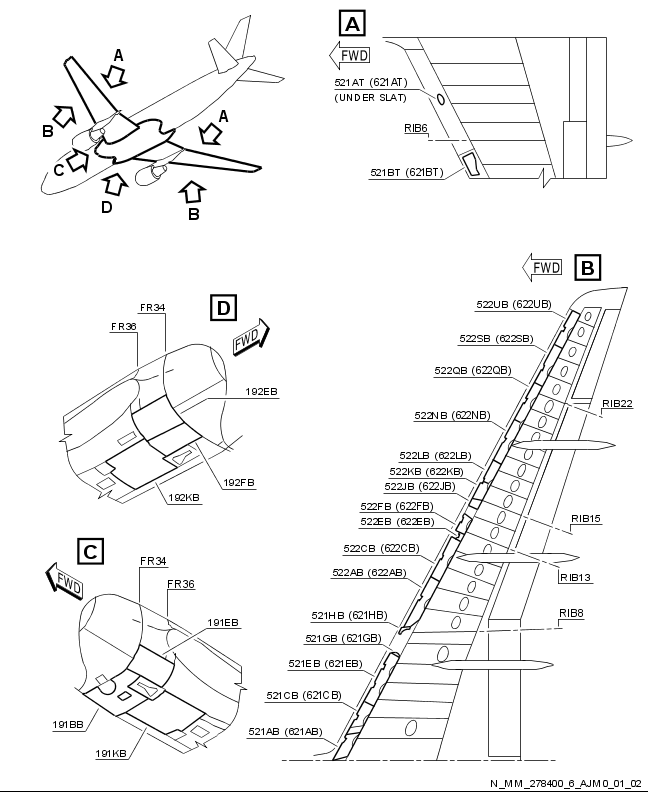 A
B
C
D
A
B
A
FWD
521AT (621AT)
(UNDER SLAT)
RIB6
521BT (621BT)
B
FWD
522UB (622UB)
522SB (622SB)
522QB (622QB)
522NB (622NB)
522LB (622LB)
522KB (622KB)
522JB (622JB)
522FB (622FB)
522EB (622EB)
522CB (622CB)
522AB (622AB)
521HB (621HB)
521GB (621GB)
521EB (621EB)
521CB (621CB)
521AB (621AB)
RIB22
RIB15
RIB13
RIB8
D
FWD
FR34
FR36
192EB
192FB
192KB
C
FWD
FR34
FR36
191EB
191BB
191KB
N_MM_278400_6_AJM0_01_02